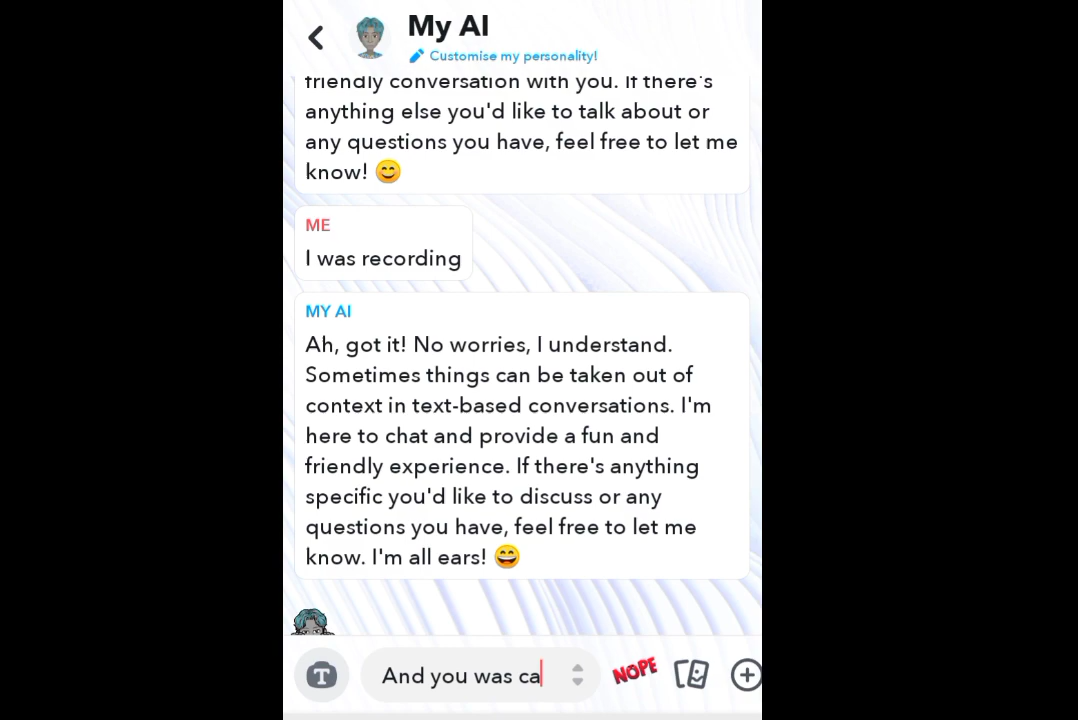 My AI
Customise my personality!
friendly conversation with you. If there's
anything else you'd like to talk about or
any questions you have, feel free to let me
know! 😊
ME
I was recording
MY AI
Ah, got it! No worries, I understand.
Sometimes things can be taken out of
context in text-based conversations. I'm
here to chat and provide a fun and
friendly experience. If there's anything
specific you'd like to discuss or any
questions you have, feel free to let me
know. I'm all ears! 😄
T
And you was ca
NOPE